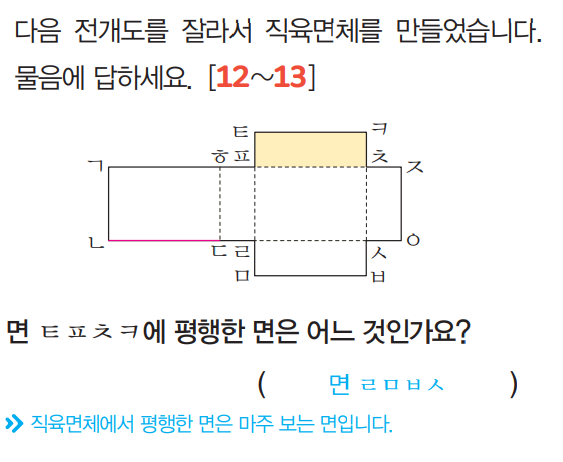 다음 전개도를 잘라서 직육면체를 만들었습니다.
물음에 답하세요. [12~13]
ㅌ ㅋ
ㄱ ㅎ ㅍ ㅊ ㅈ
ㄴ ㄷ ㄹ ㅅ ㅇ
ㅁ ㅂ
면 ㅌㅍㅊㅋ에 평행한 면은 어느 것인가요?
( 면 ㄹㅁㅂㅅ )
직육면체에서 평행한 면은 마주 보는 면입니다.